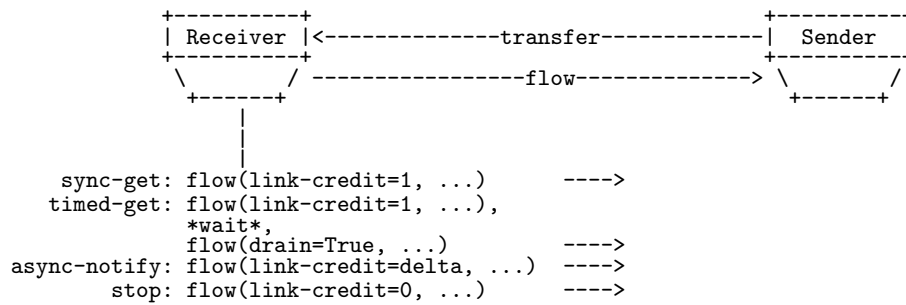 +----------+ +-----------
| Receiver |<--------------transfer-------------| Sender
+----------+ +-----------
\ / -----------------flow--------------> \ /
+------+ +------+
|
|
|
sync-get: flow(link-credit=1, ...) ---->
timed-get: flow(link-credit=1, ...),
*wait*,
flow(drain=True, ...) ---->
async-notify: flow(link-credit=delta, ...) ---->
stop: flow(link-credit=0, ...) ---->